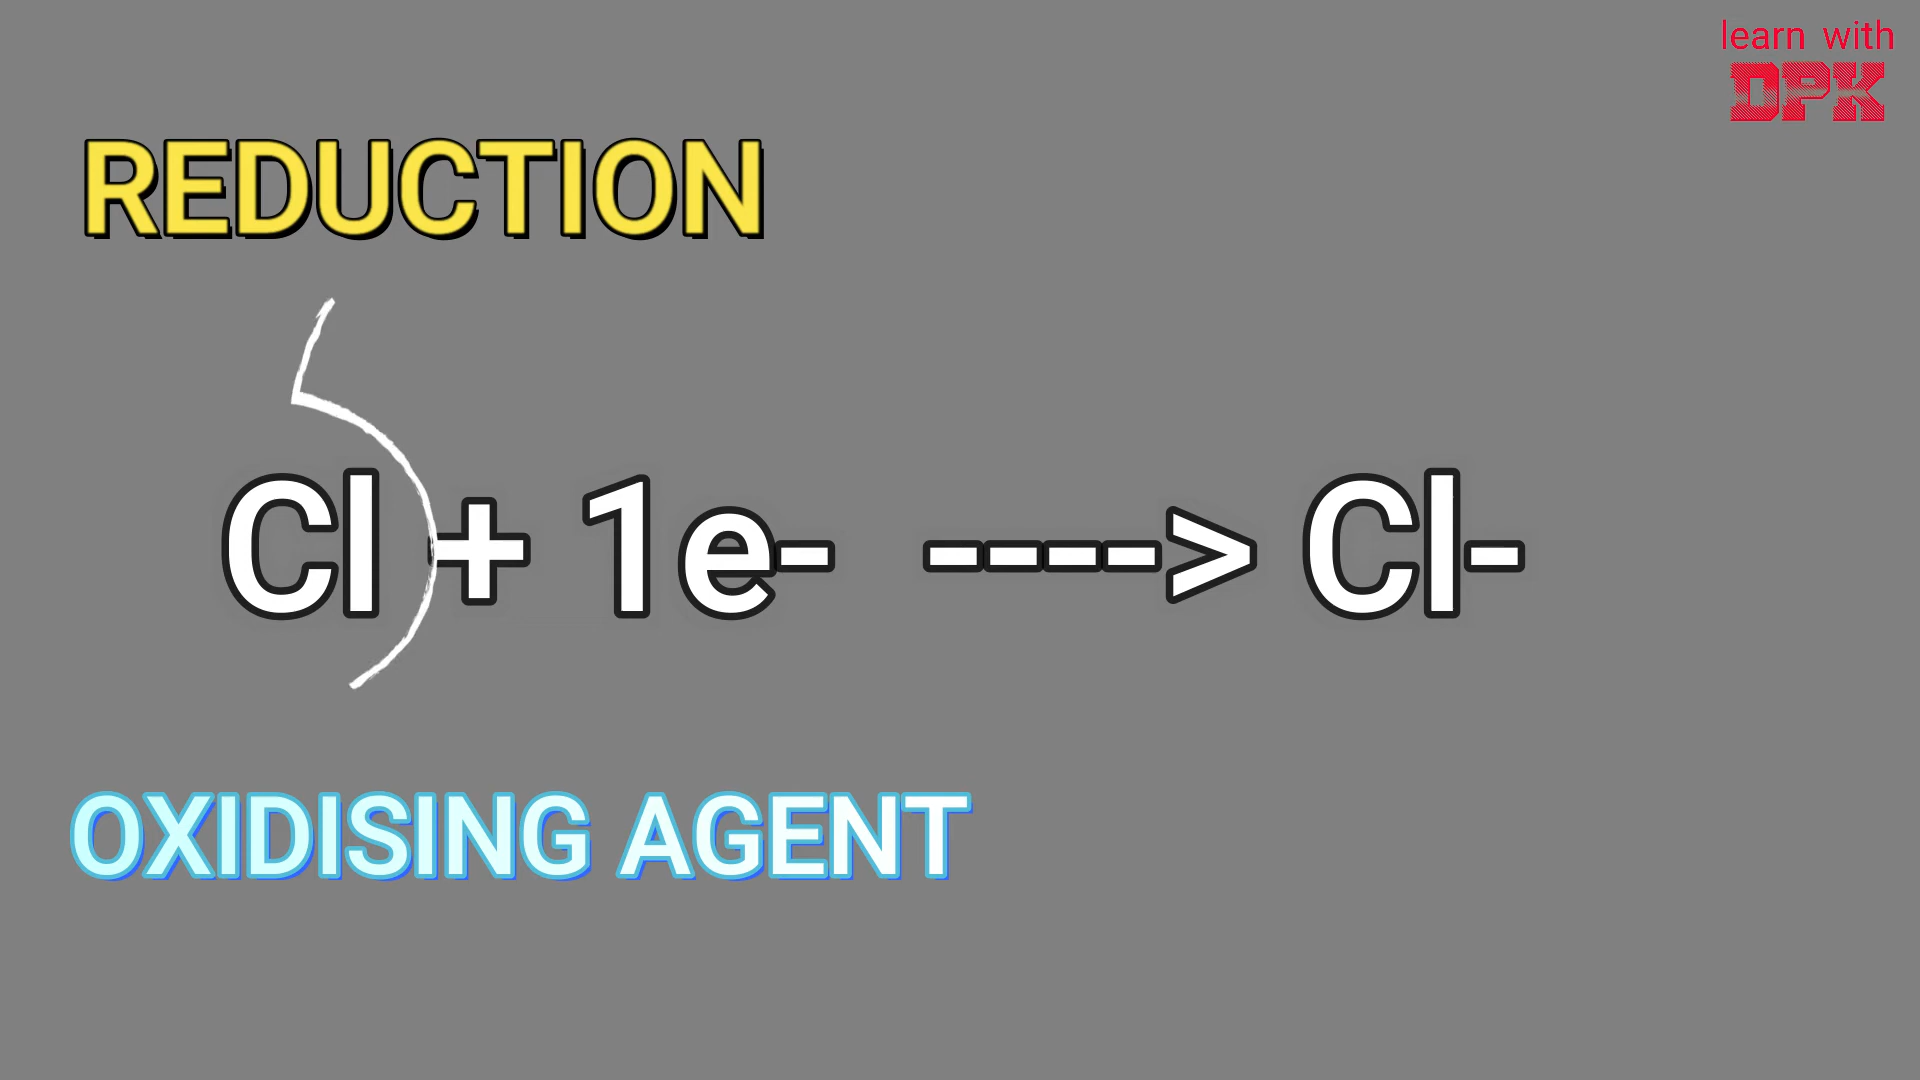 learn with
DPK
REDUCTION
Cl + 1e- ----> Cl-
OXIDISING AGENT